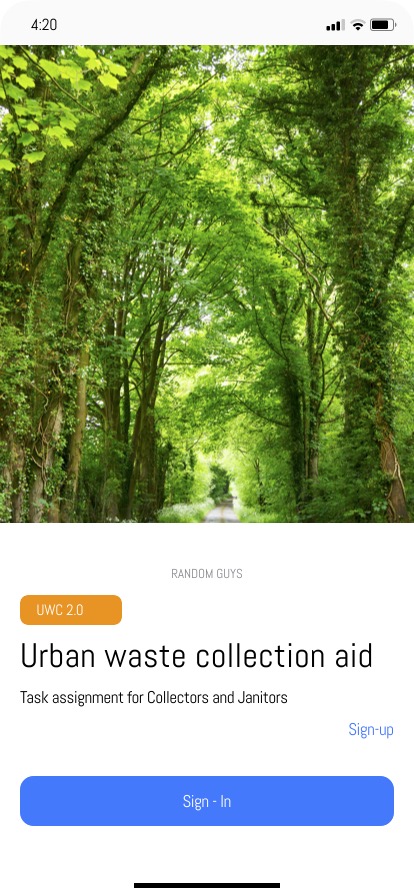 4:20
RANDOM GUYS
UWC 2.0
Urban waste collection aid
Task assignment for Collectors and Janitors
Sign-up
Sign - In